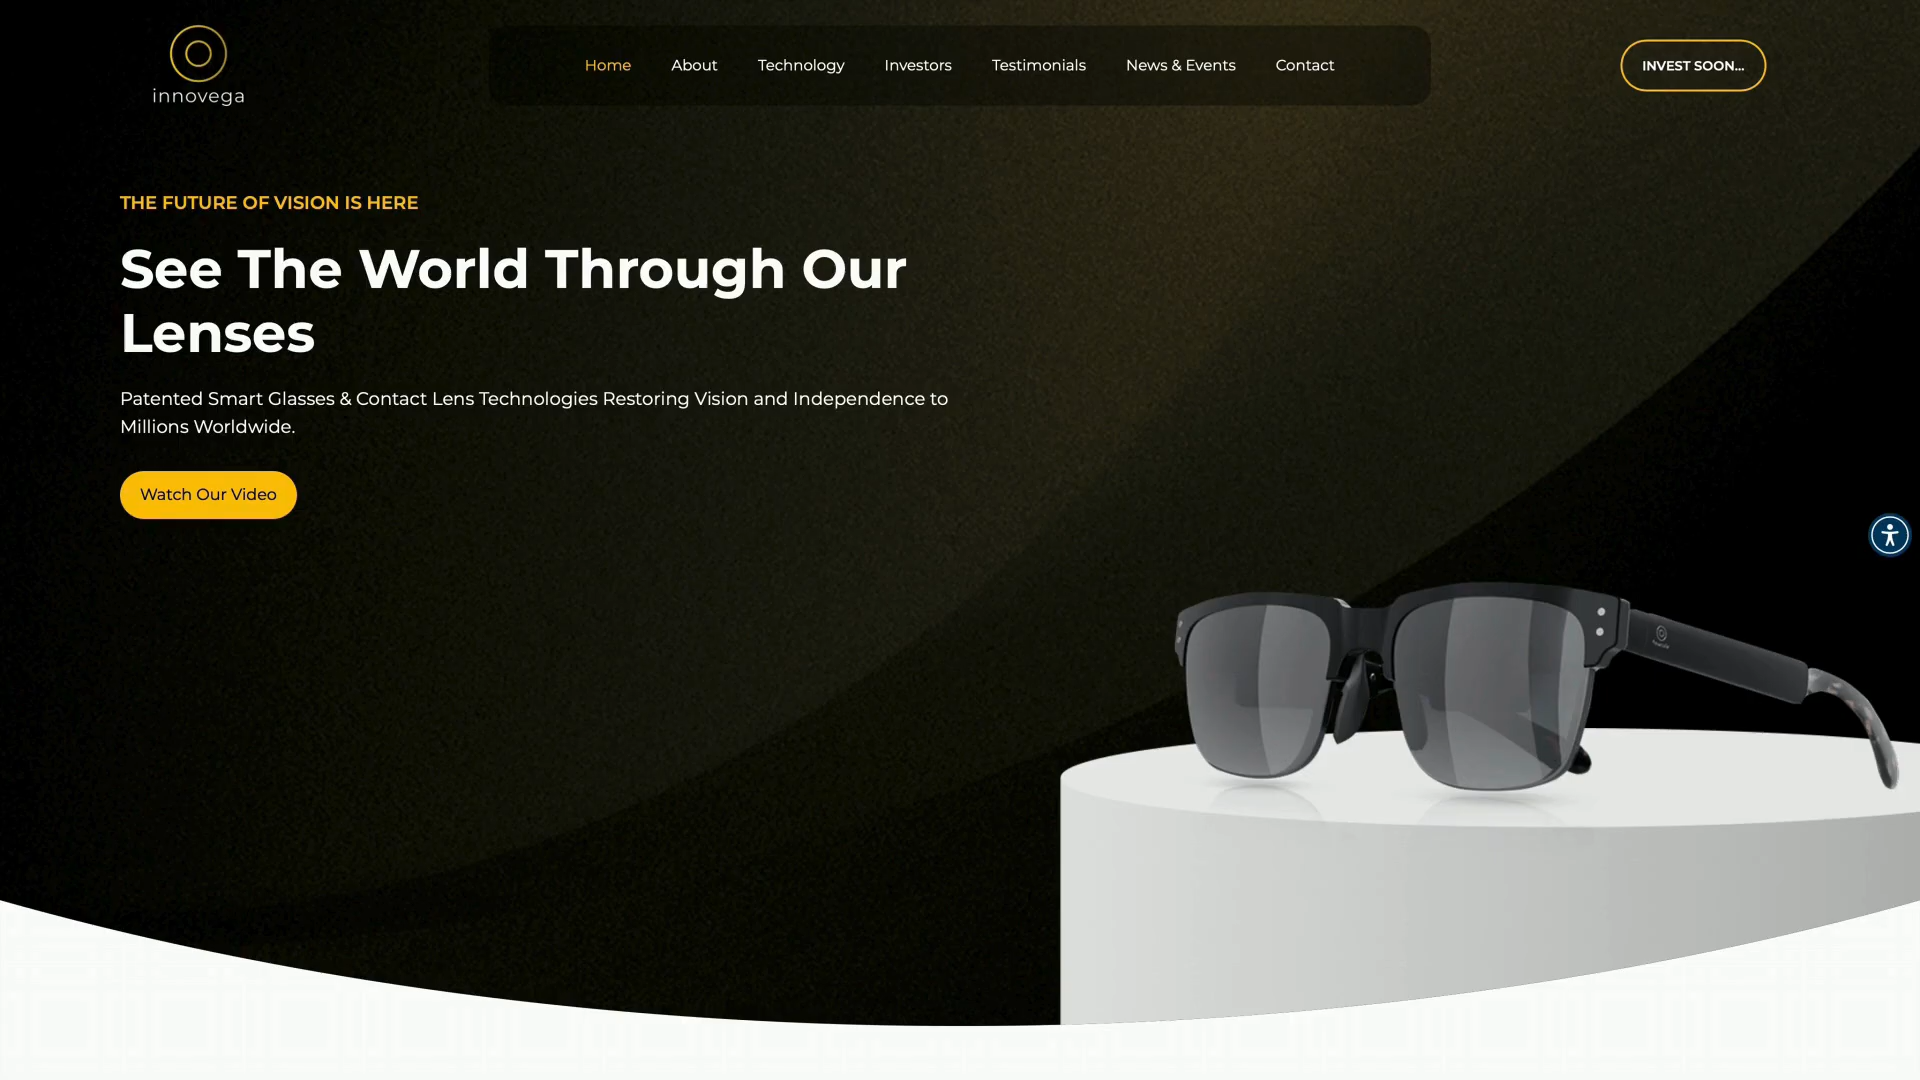 innovega
Home About Technology Investors Testimonials News & Events Contact
INVEST SOON...
THE FUTURE OF VISION IS HERE
See The World Through Our
Lenses
Patented Smart Glasses & Contact Lens Technologies Restoring Vision and Independence to
Millions Worldwide.
Watch Our Video